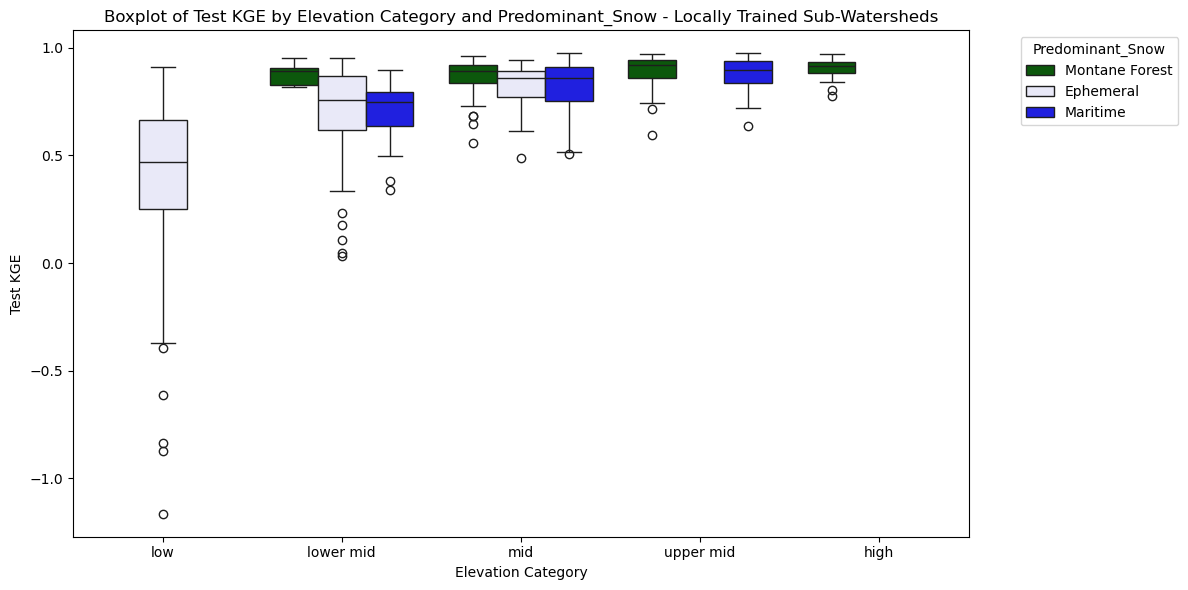 Boxplot of Test KGE by Elevation Category and Predominant_Snow - Locally Trained Sub-Watersheds
Predominant_Snow
Montane Forest
Ephemeral
Maritime
Test KGE
1.0
0.5
0.0
−0.5
−1.0
low
lower mid
mid
upper mid
high
Elevation Category